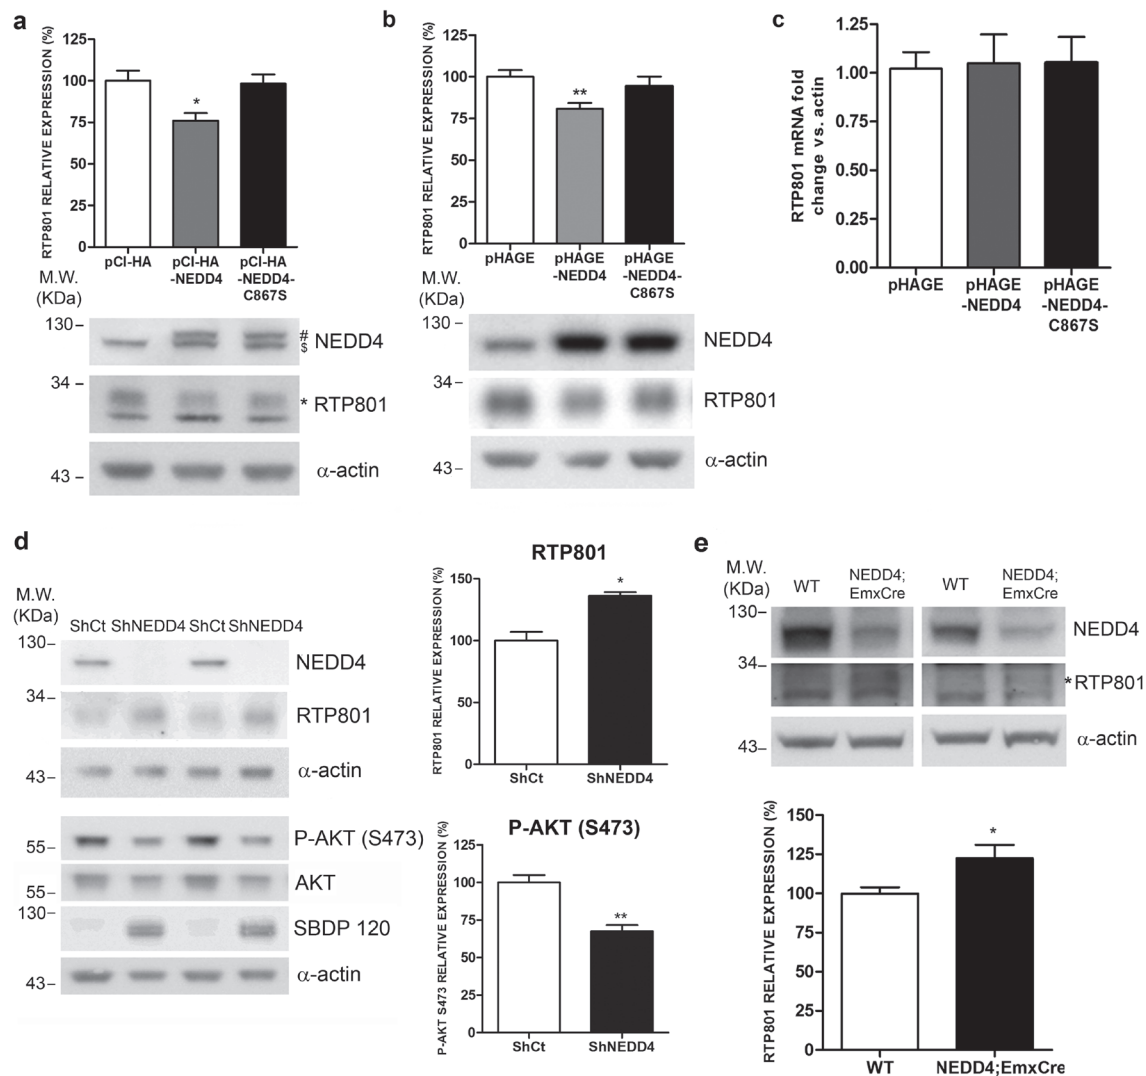 a
RTP801 RELATIVE EXPRESSION (%)
125
100
75
50
25
0
*
pCI-HA
pCI-HA
-NEDD4
pCI-HA
-NEDD4-
C867S
M.W.
(KDa)
130
#
$
NEDD4
34
* RTP801
43
α-actin
b
RTP801 RELATIVE EXPRESSION (%)
125
100
75
50
25
0
**
pHAGE
pHAGE
-NEDD4
pHAGE
-NEDD4-
C867S
M.W.
(KDa)
130
NEDD4
34
RTP801
43
α-actin
c
RTP801 mRNA fold
change vs. actin
1.25
1.00
0.75
0.50
0.25
0.00
pHAGE
pHAGE
-NEDD4
pHAGE
-NEDD4-
C867S
d
M.W.
(KDa)
ShCt ShNEDD4 ShCt ShNEDD4
130
NEDD4
34
RTP801
43
α-actin
55
P-AKT (S473)
55
AKT
130
SBDP 120
43
α-actin
RTP801
RTP801 RELATIVE EXPRESSION (%)
150
100
50
0
*
ShCt
ShNEDD4
P-AKT (S473)
P-AKT S473 RELATIVE EXPRESSION (%)
125
100
75
50
25
0
**
ShCt
ShNEDD4
e
M.W.
(KDa)
WT
NEDD4;
EmxCre
WT
NEDD4;
EmxCre
130
NEDD4
34
*RTP801
43
α-actin
RTP801 RELATIVE EXPRESSION (%)
150
125
100
75
50
25
0
*
WT
NEDD4;EmxCre